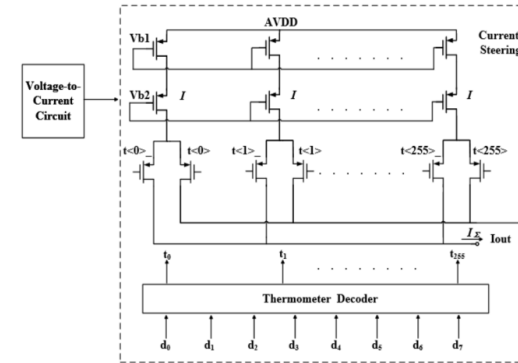 AVDD
Current
Steering
Vb1
Voltage-to-
Current
Circuit
Vb2 I I I
t<0>_ t<0> t<1>_ t<1> t<255>_ t<255>
I Σ Iout
t0 t1 t255
Thermometer Decoder
d0 d1 d2 d3 d4 d5 d6 d7